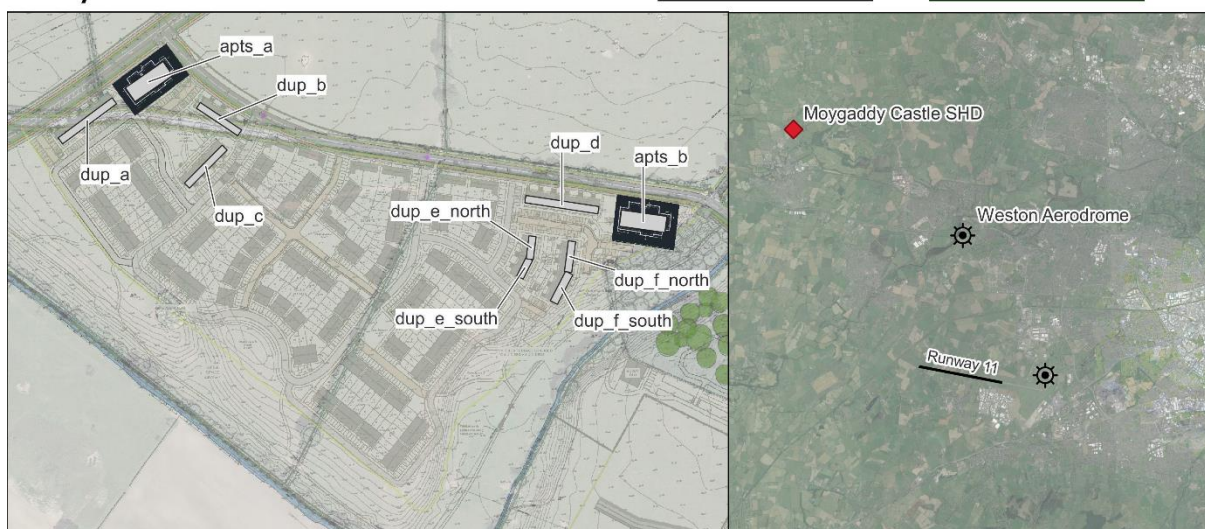 apts_a
dup_b
dup_a
dup_c
dup_d
apts_b
dup_e_north
dup_f_north
dup_e_south
dup_f_south
Moygaddy Castle SHD
Weston Aerodrome
Runway 11